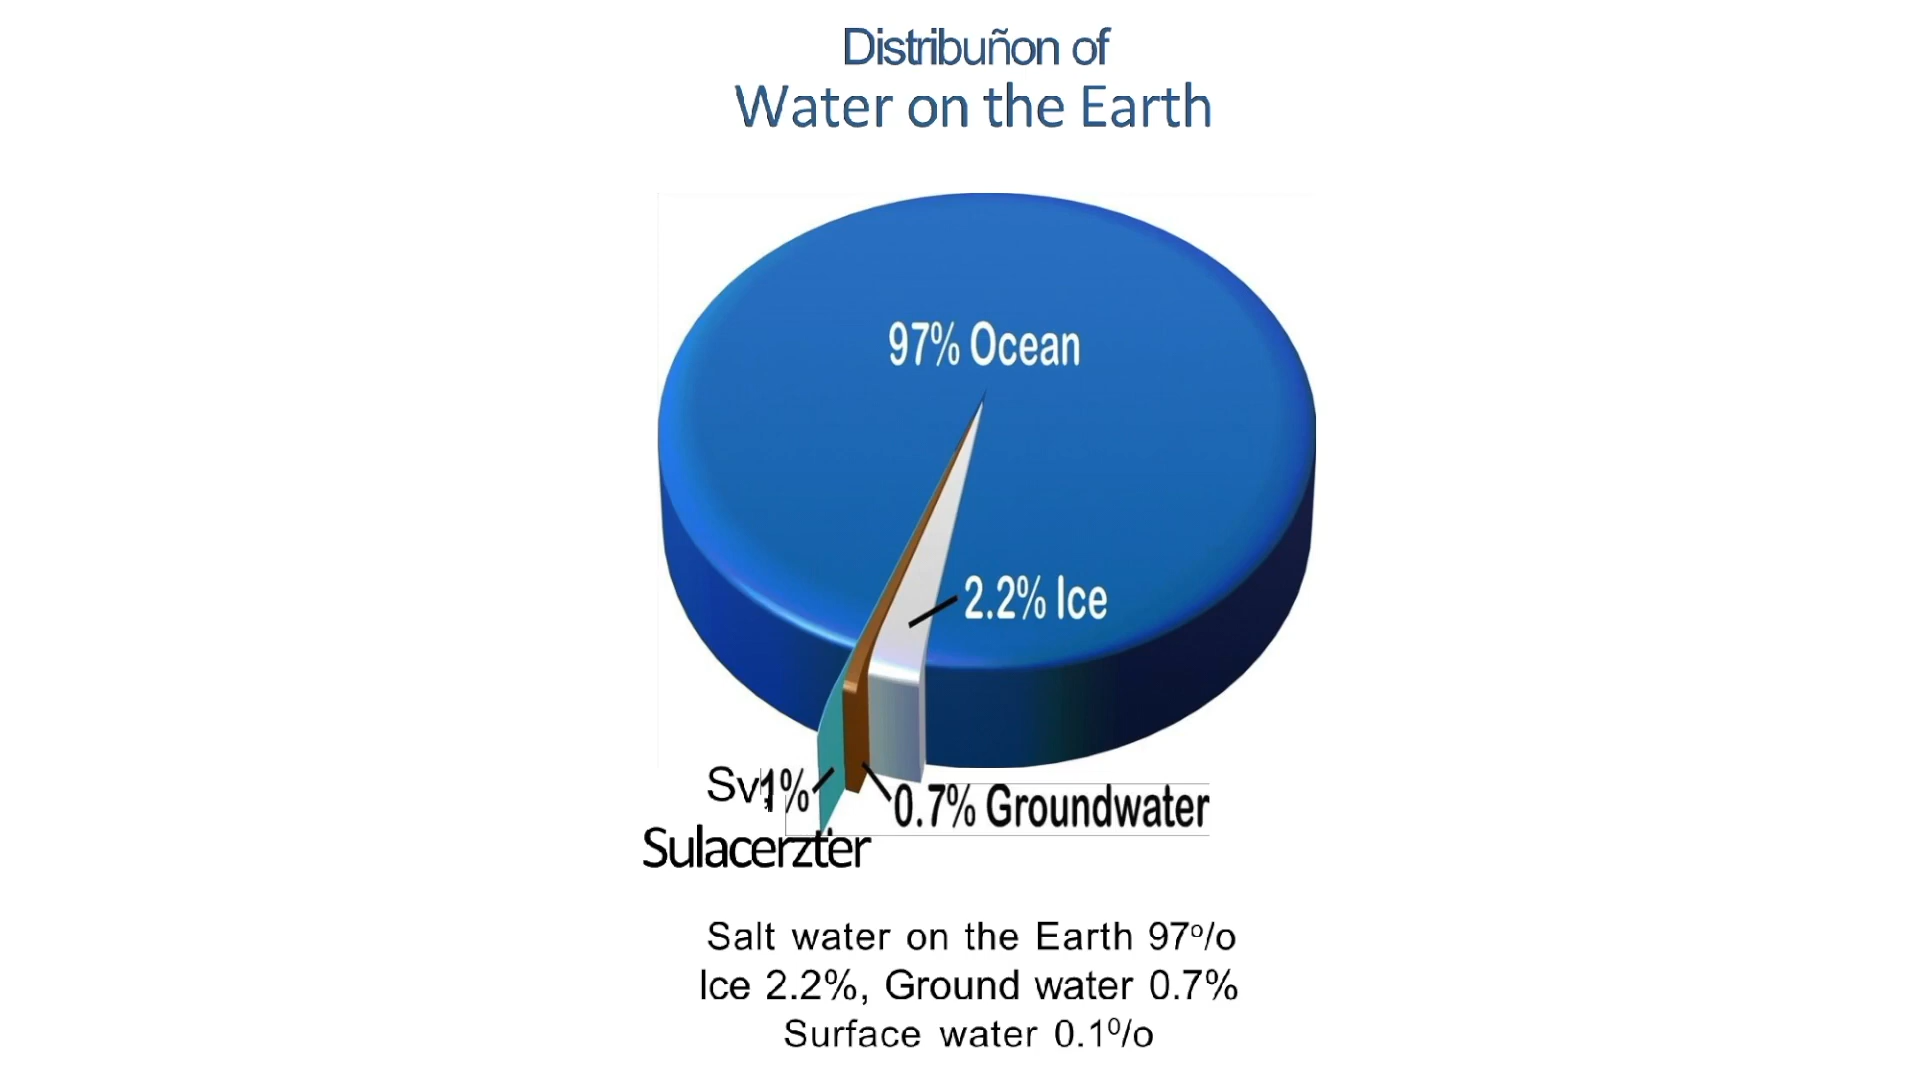 Distribuñon of
Water on the Earth
97% Ocean
2.2% Ice
1%
0.7% Groundwater
Sulacerzter
Salt water on the Earth 97º/o
Ice 2.2%, Ground water 0.7%
Surface water 0.1⁰/o